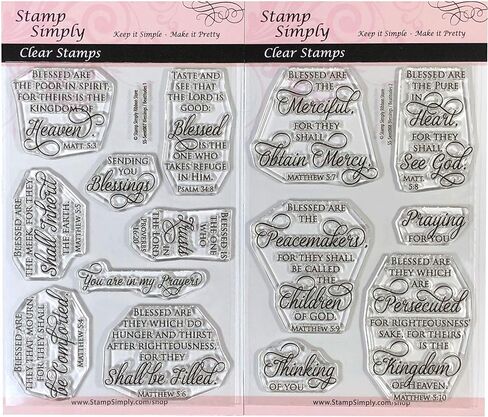 Stamp
Simply
Keep it Simple - Make it Pretty
Clear Stamps
BLESSED ARE
THE POOR IN SPIRIT,
FOR THEIRS IS THE
KINGDOM OF
Heaven.
MATT. 5:3
TASTE AND
SEE THAT
THE LORD IS
GOOD:
Blessed
IS THE
ONE WHO
TAKES REFUGE
IN HIM.
PSALM 34:8
SENDING
YOU
Blessings
BLESSED ARE
THE MEEK, FOR THEY
Shall Inherit
THE EARTH.
MATTHEW 5:5
BLESSED IS
THE ONE
WHO
Trusts
IN THE LORD.
PROVERBS
16:20
You are in my Prayers
BLESSED ARE
THEY THAT MOURN,
FOR THEY SHALL
be Comforted.
MATTHEW 5:4
BLESSED ARE
THEY WHICH DO
HUNGER AND THIRST
AFTER RIGHTEOUSNESS,
FOR THEY
Shall be Filled.
MATTHEW 5:6
www.StampSimply.com/shop
Stamp
Simply
Keep it Simple - Make it Pretty
Clear Stamps
BLESSED ARE
THE
Merciful,
FOR THEY
SHALL
Obtain Mercy.
MATTHEW 5:7
© Stamp Simply Ribbon Store
BLESSED ARE
THE PURE
IN
Heart,
FOR THEY
SHALL
See God.
MATT.
5:8
BLESSED ARE
THE
Peacemakers,
FOR THEY SHALL
BE CALLED
THE
Children
OF GOD.
MATTHEW 5:9
Praying
FOR YOU
BLESSED ARE
THEY WHICH ARE
Persecuted
FOR RIGHTEOUSNESS'
SAKE, FOR THEIRS
IS THE
Kingdom
OF HEAVEN.
MATTHEW 5:10
Thinking
OF YOU
www.StampSimply.com/shop